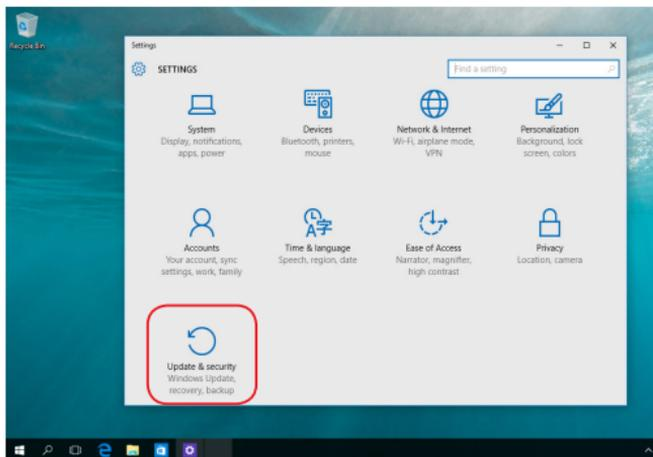 Recycle Bin
Settings
SETTINGS
Find a setting
System
Display, notifications,
apps, power
Devices
Bluetooth, printers,
mouse
Network & Internet
Wi-Fi, airplane mode,
VPN
Personalization
Background, lock
screen, colors
Accounts
Your account, sync
settings, work, family
Time & language
Speech, region, date
Ease of Access
Narrator, magnifier,
high contrast
Privacy
Location, camera
Update & security
Windows Update,
recovery, backup